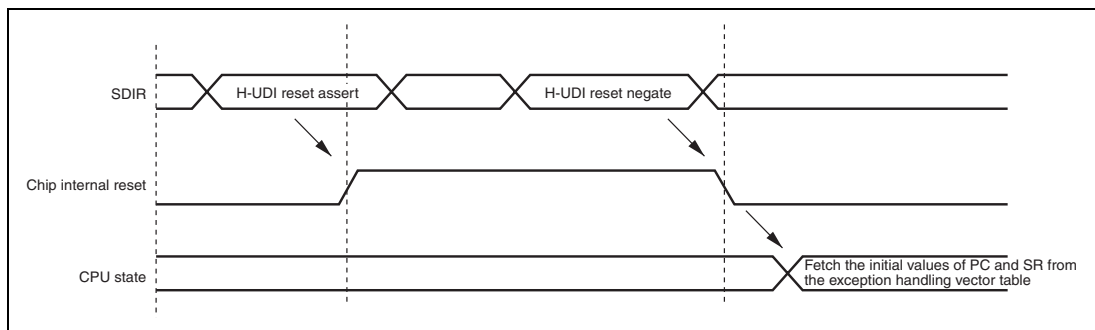 SDIR
H-UDI reset assert
H-UDI reset negate
Chip internal reset
CPU state
Fetch the initial values of PC and SR from
the exception handling vector table